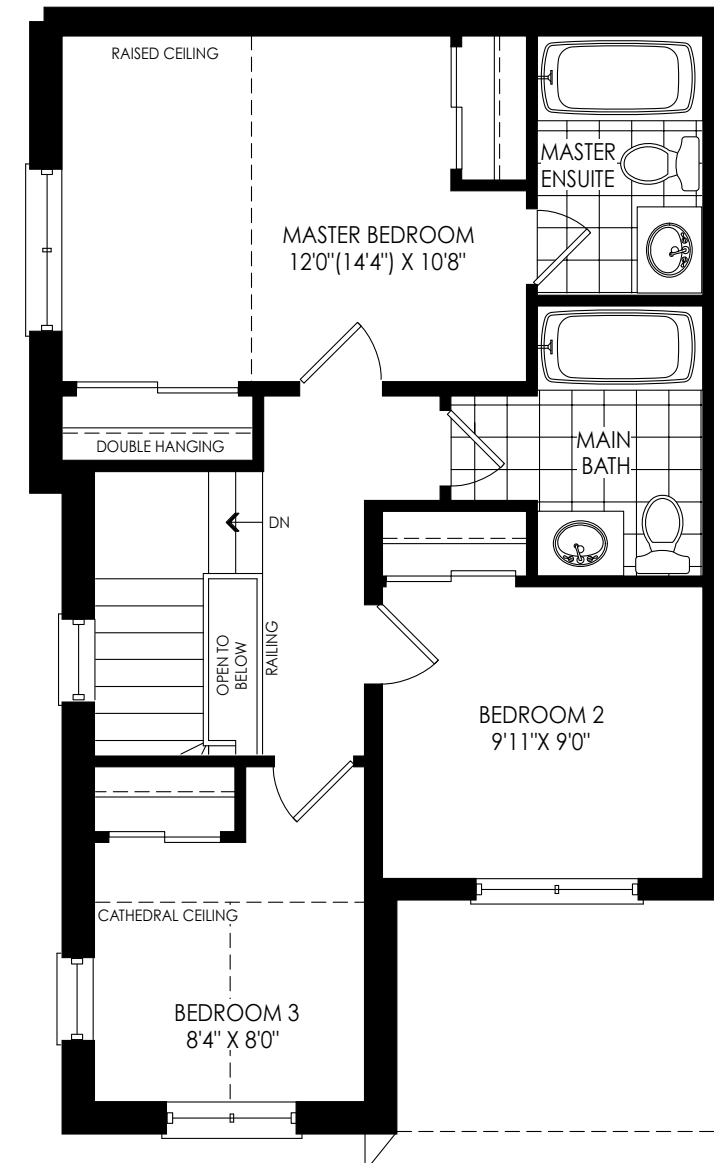 RAISED CEILING
MASTER
ENSUITE
MASTER BEDROOM
12'0"(14'4") X 10'8"
DOUBLE HANGING
MAIN
BATH
DN
OPEN TO
BELOW
RAILING
BEDROOM 2
9'11"X 9'0"
CATHEDRAL CEILING
BEDROOM 3
8'4" X 8'0"